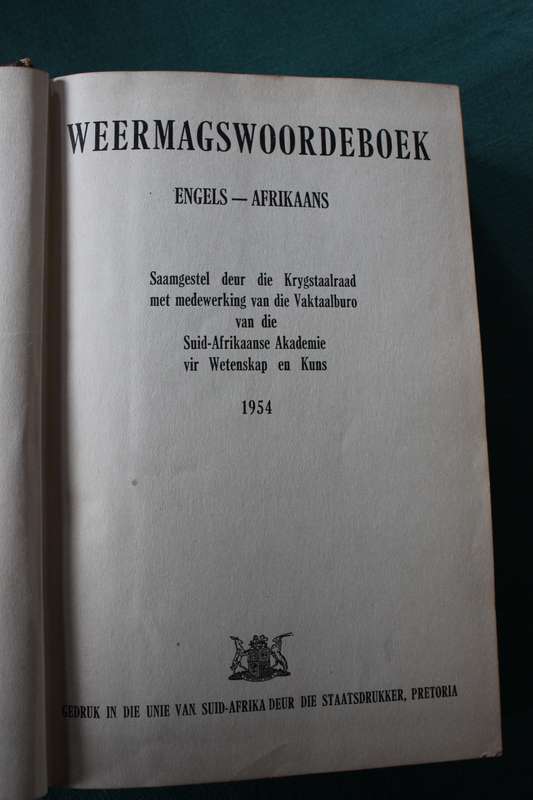 WEERMAGSWOORDEBOEK
ENGELS — AFRIKAANS
Saamgestel deur die Krygstaalraad
met medewerking van die Vaktaalburo
van die
Suid-Afrikaanse Akademie
vir Wetenskap en Kuns
1954
GEDRUK IN DIE UNIE VAN SUID-AFRIKA DEUR DIE STAATSDRUKKER, PRETORIA